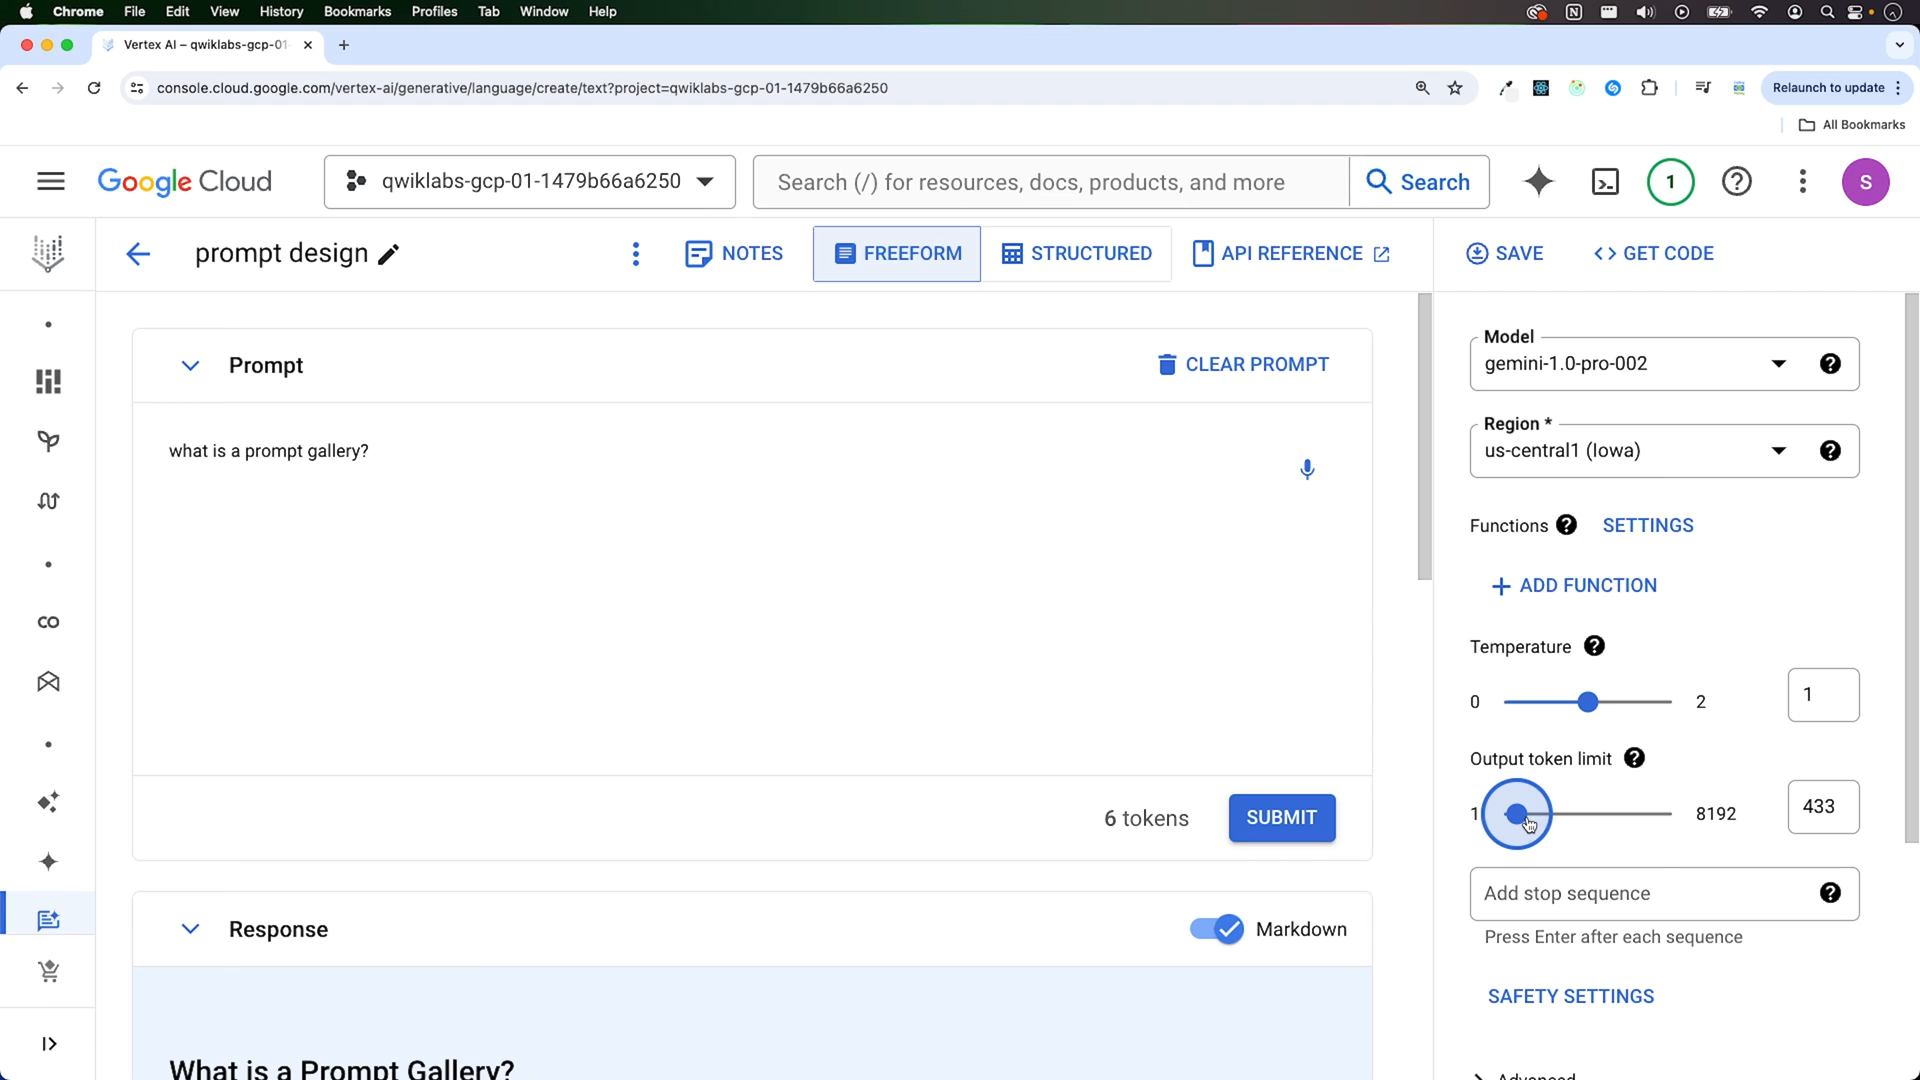 Chrome File Edit View History Bookmarks Profiles Tab Window Help
Vertex AI – qwiklabs-gcp-01-
console.cloud.google.com/vertex-ai/generative/language/create/text?project=qwiklabs-gcp-01-1479b66a6250
Relaunch to update
All Bookmarks
Google Cloud
qwiklabs-gcp-01-1479b66a6250
Search (/) for resources, docs, products, and more
Search
1
S
prompt design
NOTES
FREEFORM
STRUCTURED
API REFERENCE
SAVE
GET CODE
Prompt
CLEAR PROMPT
what is a prompt gallery?
6 tokens
SUBMIT
Response
Markdown
What is a Prompt Gallery?
Model
gemini-1.0-pro-002
Region *
us-central1 (Iowa)
Functions
SETTINGS
ADD FUNCTION
Temperature
0
2
1
Output token limit
1
8192
433
Add stop sequence
Press Enter after each sequence
SAFETY SETTINGS
Advanced